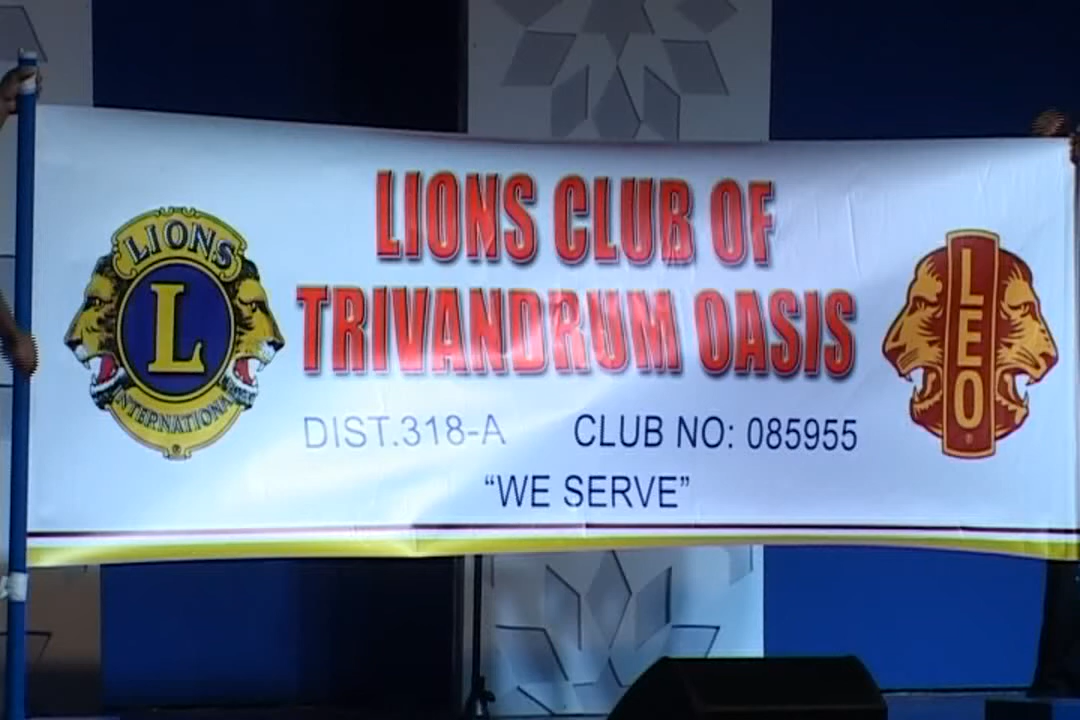 LIONS CLUB OF
TRIVANDRUM OASIS
LIONS
L
INTERNATIONAL
LEO
DIST.318-A CLUB NO: 085955
“WE SERVE”